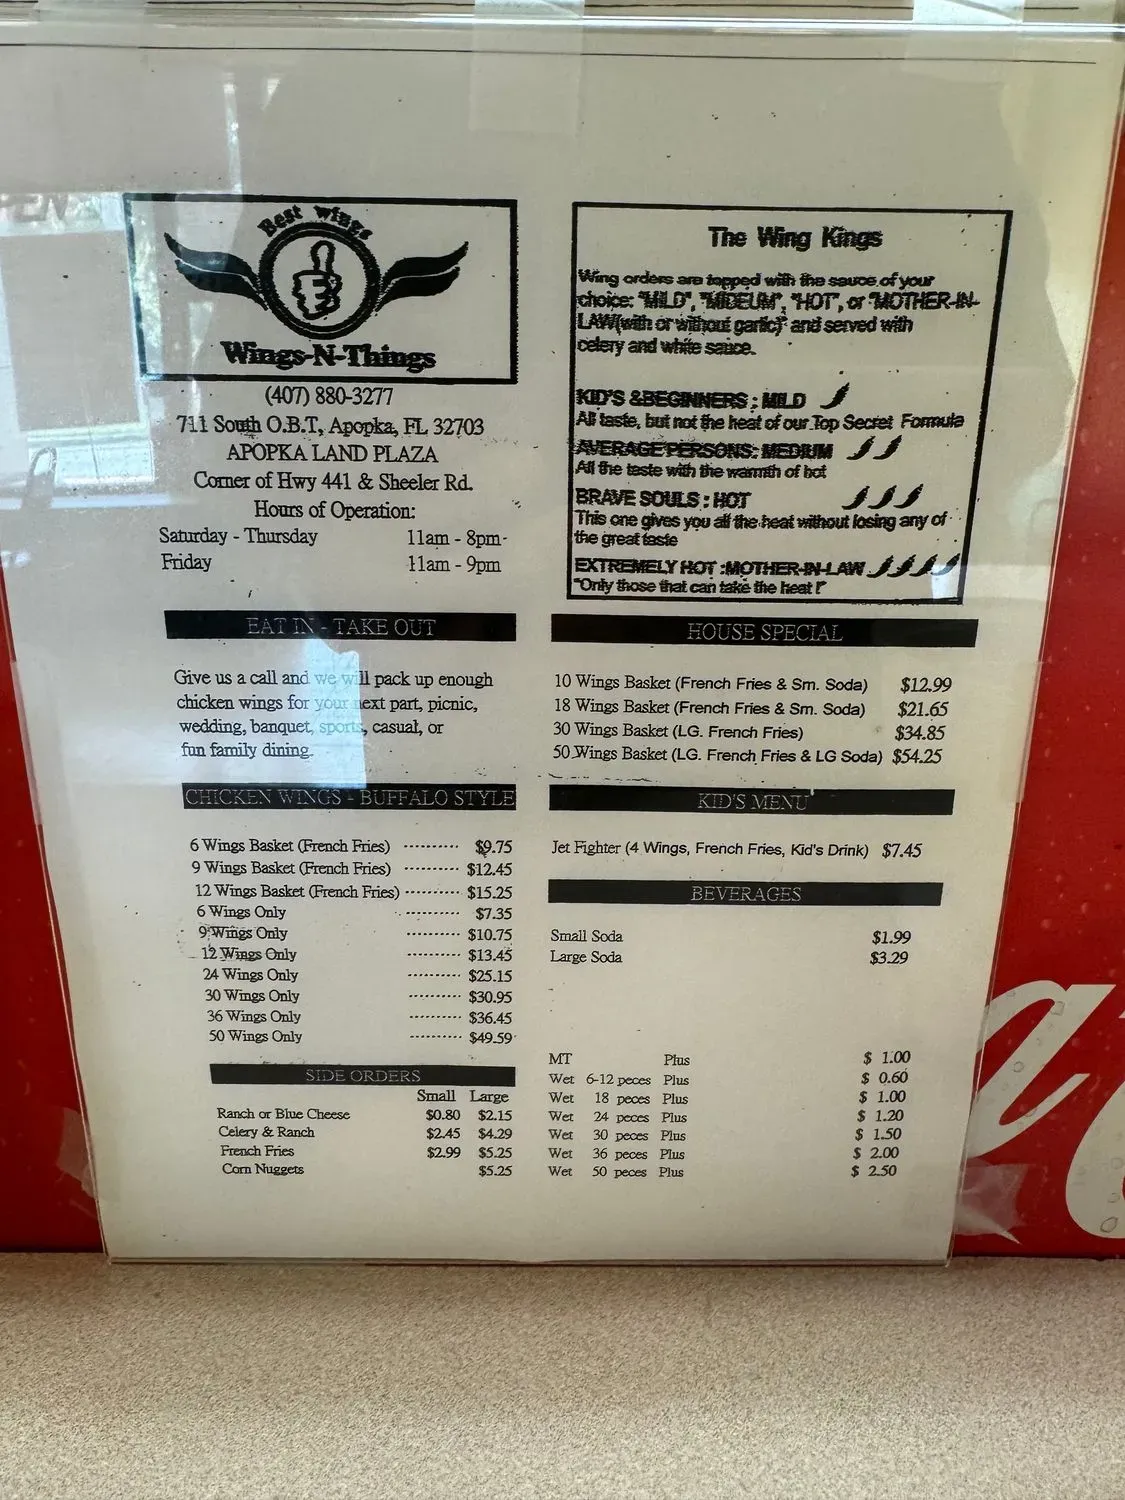 Best wings
Wings-N-Things
(407) 880-3277
711 South O.B.T, Apopka, FL 32703
APOPKA LAND PLAZA
Corner of Hwy 441 & Sheeler Rd.
Hours of Operation:
Saturday - Thursday 11am - 8pm
Friday 11am - 9pm
The Wing Kings
Wing orders are topped with the sauce of your
choice: "MILD", "MIDEUM", "HOT", or "MOTHER-IN-
LAW(with or without garlic)" and served with
celery and white sauce.
KID'S &BEGINNERS : MILD
All taste, but not the heat of our Top Secret Formula
AVERAGE PERSONS: MEDIUM
All the taste with the warmth of hot
BRAVE SOULS : HOT
This one gives you all the heat without losing any of
the great taste
EXTREMELY HOT :MOTHER-IN-LAW
"Only those that can take the heat !"
EAT IN - TAKE OUT
Give us a call and we will pack up enough
chicken wings for your next part, picnic,
wedding, banquet, sports, casual, or
fun family dining.
CHICKEN WINGS - BUFFALO STYLE
6 Wings Basket (French Fries) ---------- $9.75
9 Wings Basket (French Fries) ---------- $12.45
12 Wings Basket (French Fries) ---------- $15.25
6 Wings Only ---------- $7.35
9 Wings Only ---------- $10.75
12 Wings Only ---------- $13.45
24 Wings Only ---------- $25.15
30 Wings Only ---------- $30.95
36 Wings Only ---------- $36.45
50 Wings Only ---------- $49.59
SIDE ORDERS
Small Large
Ranch or Blue Cheese $0.80 $2.15
Celery & Ranch $2.45 $4.29
French Fries $2.99 $5.25
Corn Nuggets $5.25
HOUSE SPECIAL
10 Wings Basket (French Fries & Sm. Soda) $12.99
18 Wings Basket (French Fries & Sm. Soda) $21.65
30 Wings Basket (LG. French Fries) $34.85
50 Wings Basket (LG. French Fries & LG Soda) $54.25
KID'S MENU
Jet Fighter (4 Wings, French Fries, Kid's Drink) $7.45
BEVERAGES
Small Soda $1.99
Large Soda $3.29
MT Plus $ 1.00
Wet 6-12 peces Plus $ 0.60
Wet 18 peces Plus $ 1.00
Wet 24 peces Plus $ 1.20
Wet 30 peces Plus $ 1.50
Wet 36 peces Plus $ 2.00
Wet 50 peces Plus $ 2.50